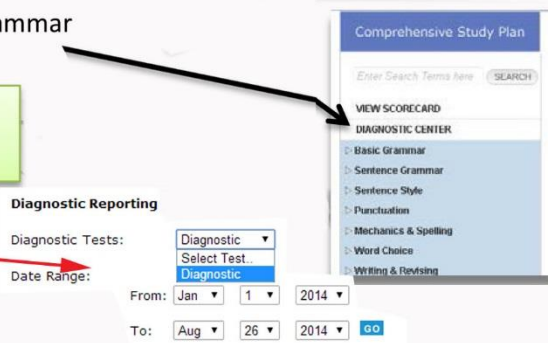 ammar
Comprehensive Study Plan
Enter Search Terms here SEARCH
VIEW SCORECARD
DIAGNOSTIC CENTER
Basic Grammar
Sentence Grammar
Sentence Style
Punctuation
Mechanics & Spelling
Word Choice
Writing & Revising
Diagnostic Reporting
Diagnostic Tests: Diagnostic
Select Test..
Diagnostic
Date Range:
From: Jan 1 2014
To: Aug 26 2014 GO